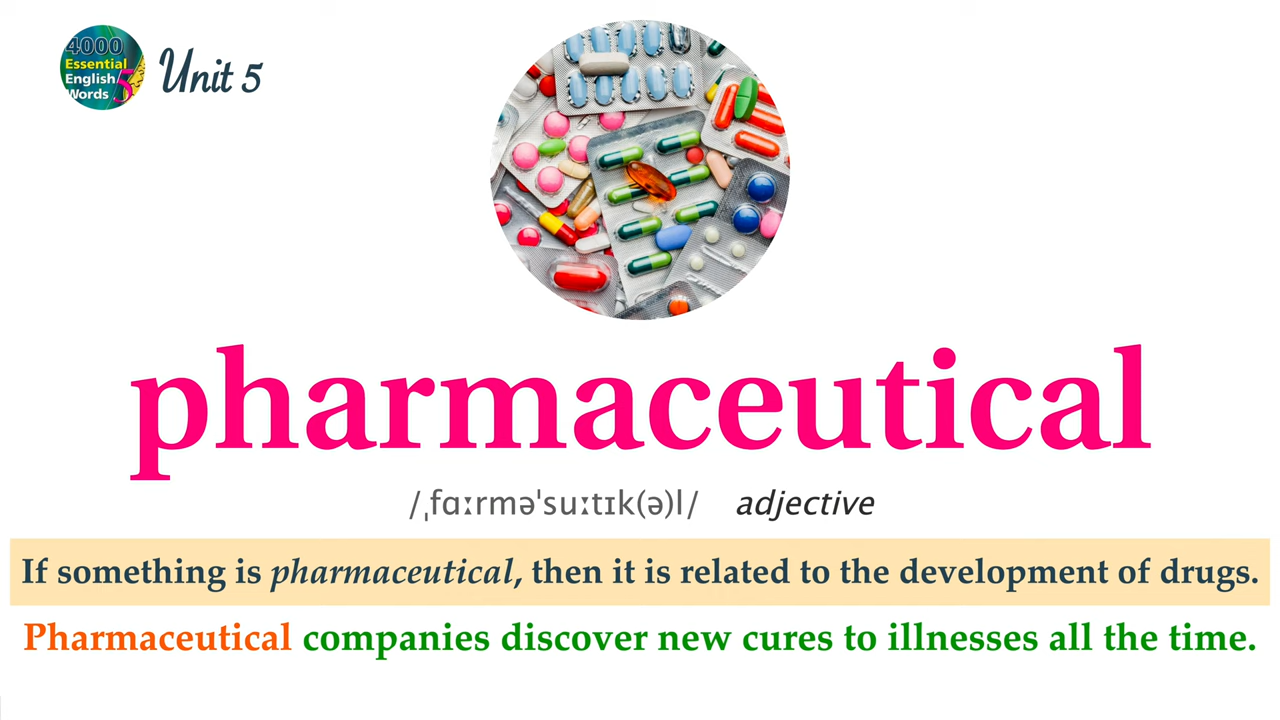 4000
Essential
English
Words 5
Unit 5
pharmaceutical
/ˌfɑːrməˈsuːtɪk(ə)l/ adjective
If something is pharmaceutical, then it is related to the development of drugs.
Pharmaceutical companies discover new cures to illnesses all the time.